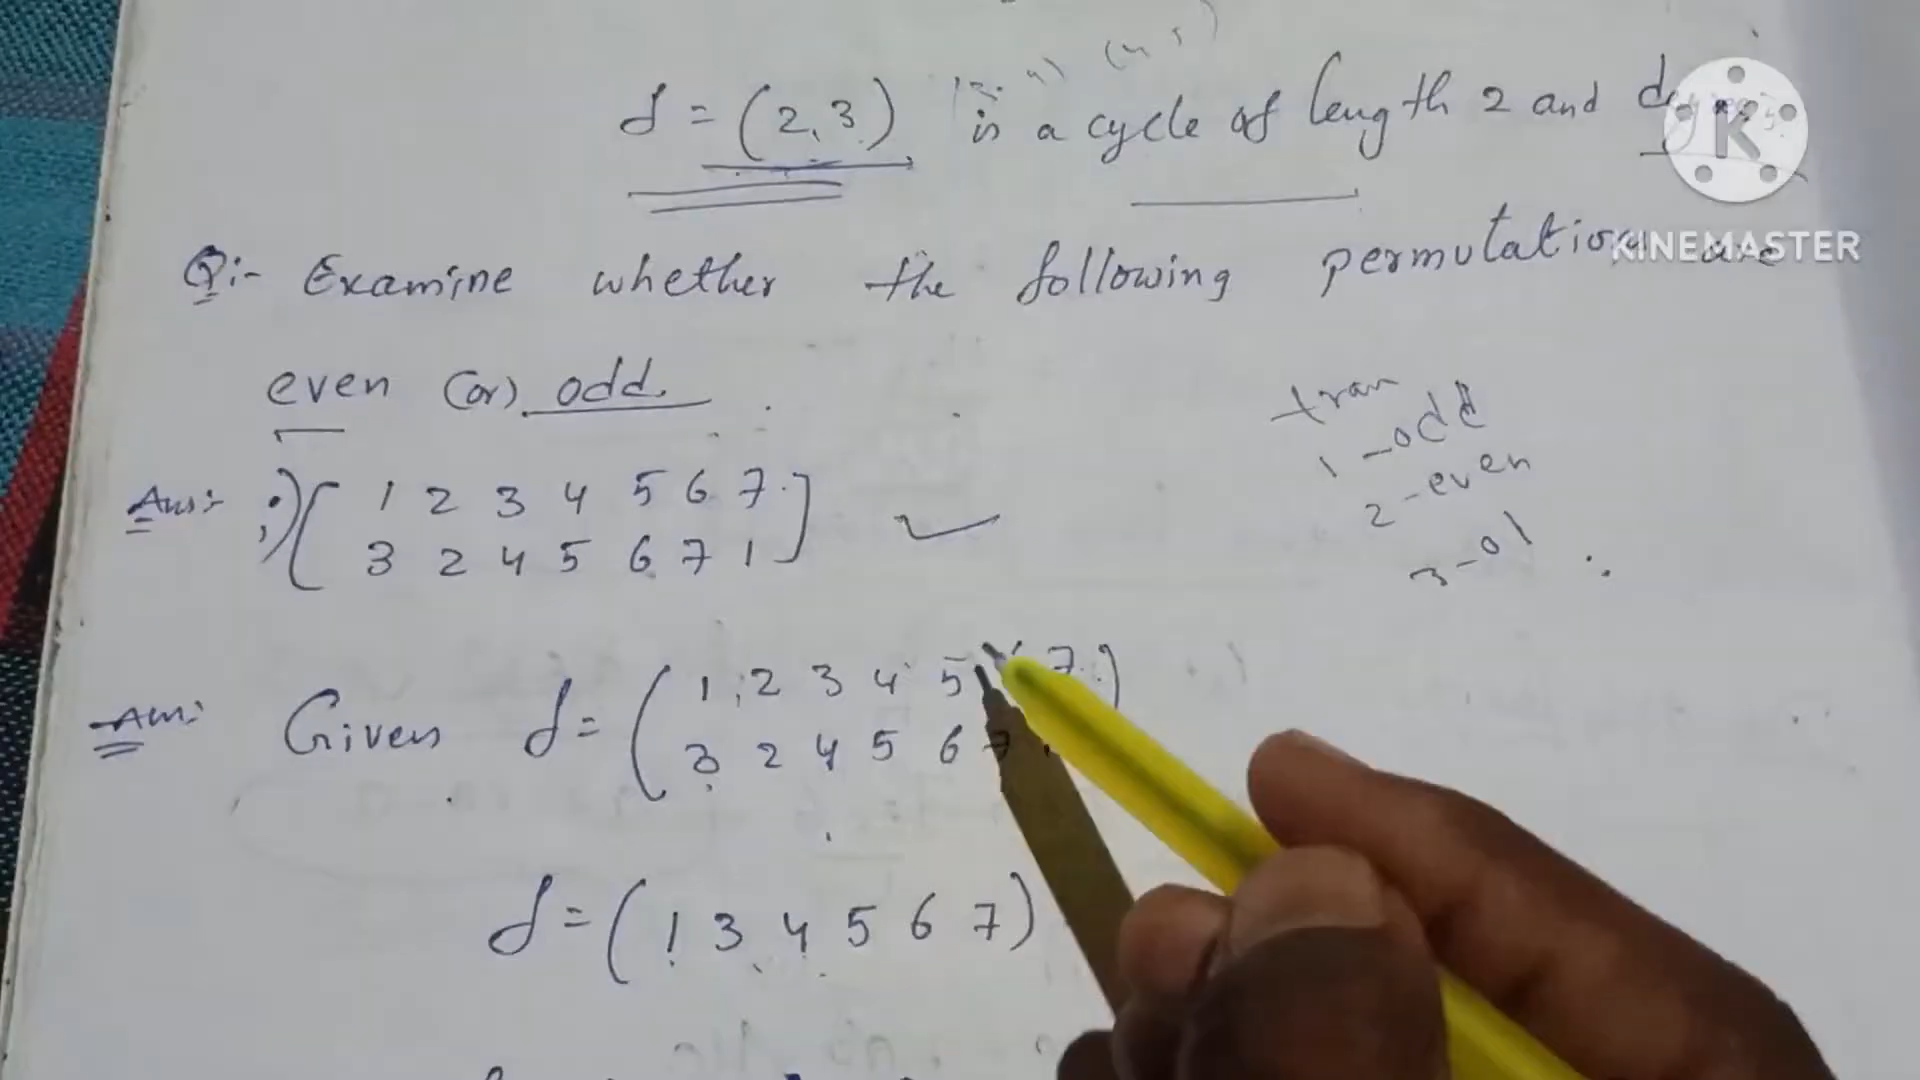 f = (2, 3) is a cycle of length 2 and
Q:- Examine whether the following permutations are
even (or) odd.
tran
1 - odd
2 - even
Ans:- i) [ 1 2 3 4 5 6 7 ]
3 2 4 5 6 7 1
Ans: Given f = ( 1 2 3 4 5 7 )
3 2 4 5 6 7
f = ( 1 3 4 5 6 7 )
K
KINEMASTER